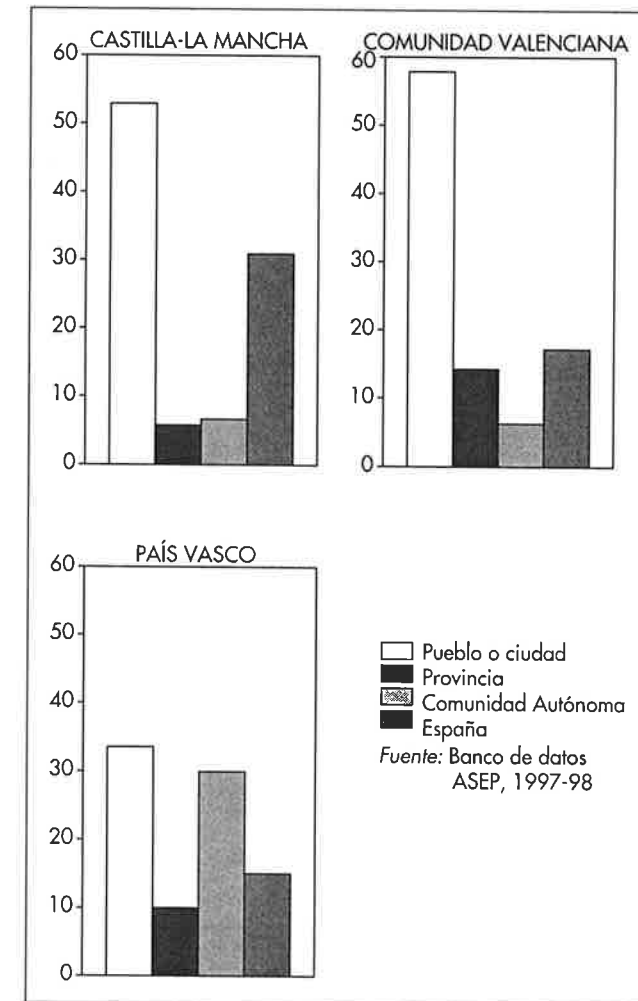 CASTILLA-LA MANCHA
60
50
40
30
20
10
0
COMUNIDAD VALENCIANA
60
50
40
30
20
10
0
PAÍS VASCO
60
50
40
30
20
10
0
Pueblo o ciudad
Provincia
Comunidad Autónoma
España
Fuente: Banco de datos
ASEP, 1997-98